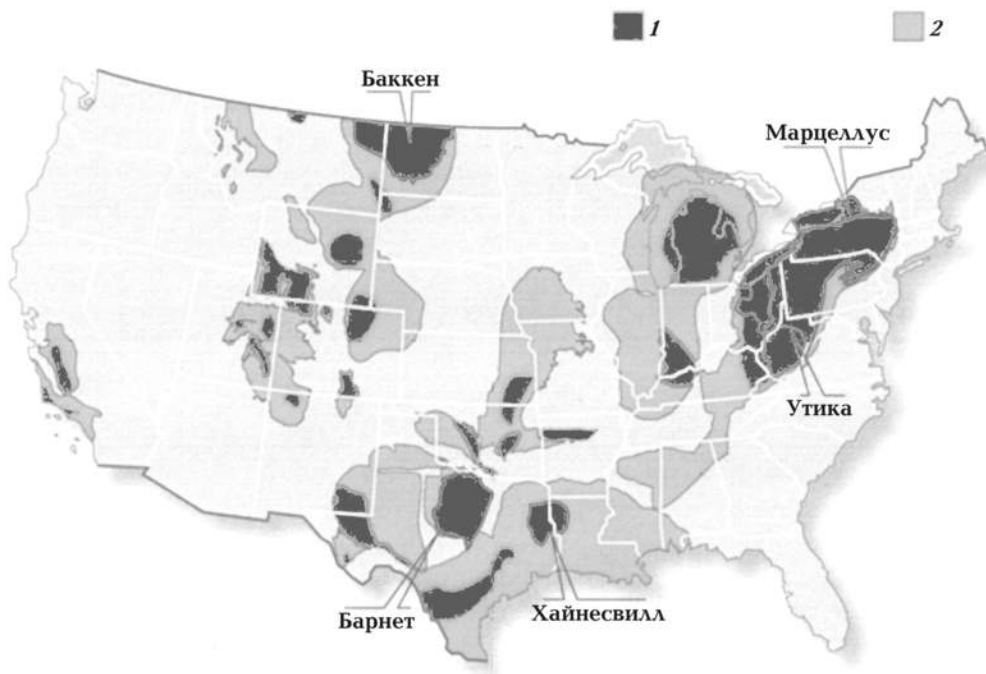 1
2
Баккен
Марцеллус
Утика
Барнет
Хайнесвилл